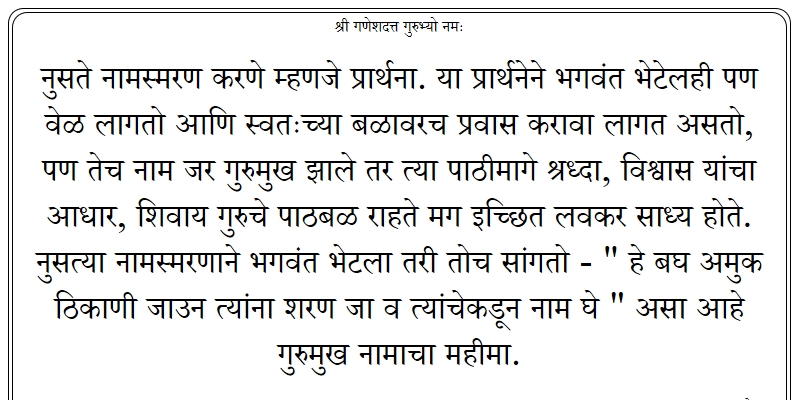 श्री गणेशदत्त गुरुभ्यो नमः
नुसते नामस्मरण करणे म्हणजे प्रार्थना. या प्रार्थनेने भगवंत भेटेलही पण
वेळ लागतो आणि स्वतःच्या बळावरच प्रवास करावा लागत असतो,
पण तेच नाम जर गुरुमुख झाले तर त्या पाठीमागे श्रध्दा, विश्वास यांचा
आधार, शिवाय गुरुचे पाठबळ राहते मग इच्छित लवकर साध्य होते.
नुसत्या नामस्मरणाने भगवंत भेटला तरी तोच सांगतो - " हे बघ अमुक
ठिकाणी जाउन त्यांना शरण जा व त्यांचेकडून नाम घे " असा आहे
गुरुमुख नामाचा महीमा.